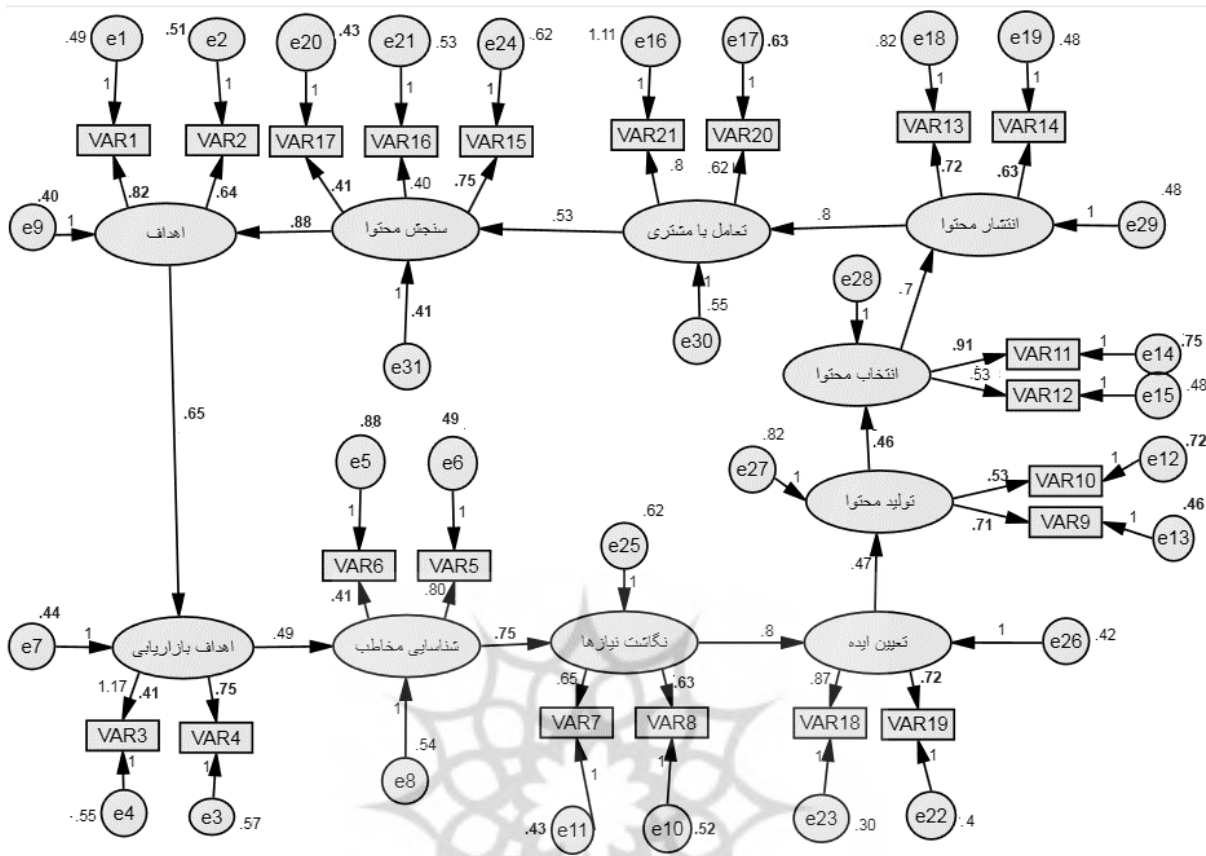 .49 e1 .51 e2 e20 .43 e21 .53 e24 .62 1.11 e16 e17 .63 .82 e18 e19 .48
1 1 1 1 1 1 1 1 1
VAR1 VAR2 VAR17 VAR16 VAR15 VAR21 VAR20 VAR13 VAR14
.82 .64 .41 .40 .75 .8 .62 .72 .63
.40 e9 1 اهداف .88 سنجش محتوا .53 تعامل با مشتری .8 انتشار محتوا 1 e29 .48
1 .41 e31
1 .55 e30
.7
e28 1
انتخاب محتوا .91 VAR11 1 e14 .75
.53 VAR12 1 e15 .48
.65
.46
.82 e27 1 تولید محتوا .53 VAR10 1 e12 .72
.71 VAR9 1 e13 .46
.47
.88 e5 49 e6 .62 e25
1 1 1
VAR6 VAR5
.41 .80
.44 e7 1 اهداف بازاریابی .49 شناسایی مخاطب .75 نگاشت نیازها .8 تعیین ایده 1 e26 .42
1.17 .41 .75 .65 .63 .87 .72
VAR3 VAR4 VAR7 VAR8 VAR18 VAR19
1 1 1 1 1 1 1
.55 e4 e3 .57 e8 .54 .43 e11 e10 .52 e23 .30 e22 .4